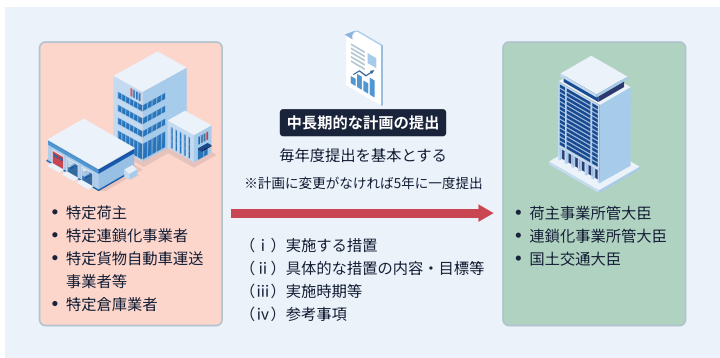 中長期的な計画の提出
毎年度提出を基本とする
※計画に変更がなければ5年に一度提出
• 特定荷主
• 特定連鎖化事業者
• 特定貨物自動車運送
事業者等
• 特定倉庫業者
（ⅰ）実施する措置
（ⅱ）具体的な措置の内容・目標等
（ⅲ）実施時期等
（ⅳ）参考事項
• 荷主事業所管大臣
• 連鎖化事業所管大臣
• 国土交通大臣